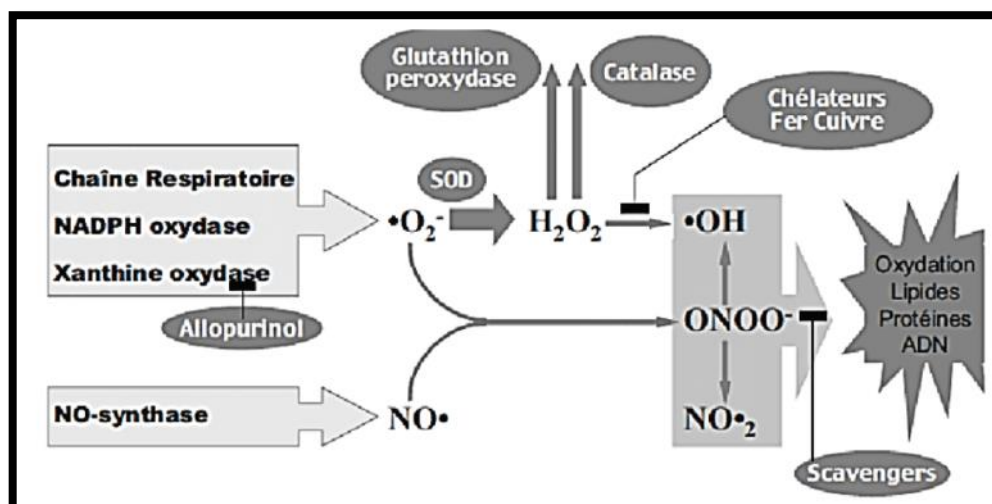 Glutathion
peroxydase
Catalase
Chélateurs
Fer Cuivre
Chaîne Respiratoire
NADPH oxydase
Xanthine oxydase
Allopurinol
SOD
•O₂⁻
H₂O₂
•OH
ONOO⁻
NO•₂
Oxydation
Lipides
Protéines
ADN
NO-synthase
NO•
Scavengers